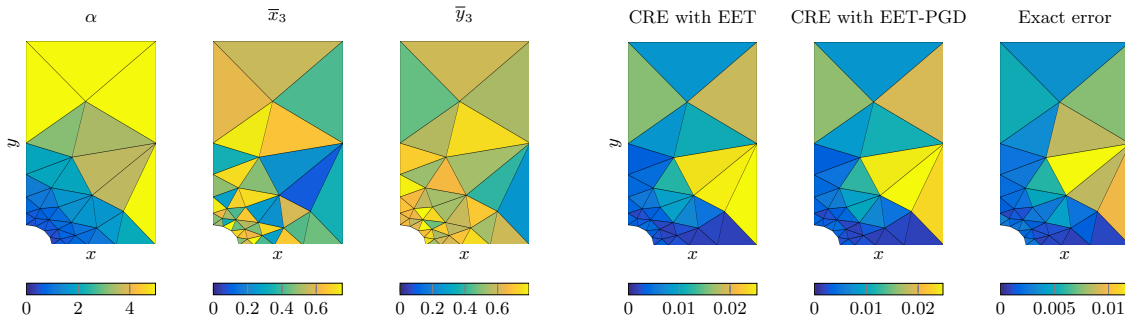 α x̄₃ ȳ₃ CRE with EET CRE with EET-PGD Exact error
y y
x x x x x x
0 2 4 0 0.2 0.4 0.6 0 0.2 0.4 0.6 0 0.01 0.02 0 0.01 0.02 0 0.005 0.01